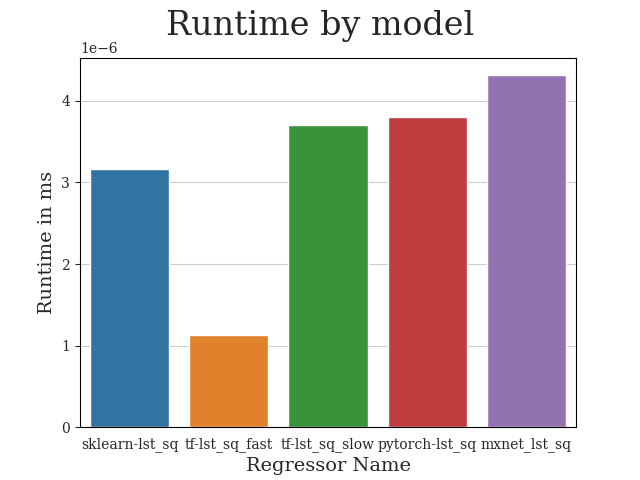 Runtime by model
1e−6
4
3
2
1
0
Runtime in ms
sklearn-lst_sq tf-lst_sq_fast tf-lst_sq_slow pytorch-lst_sq mxnet_lst_sq
Regressor Name